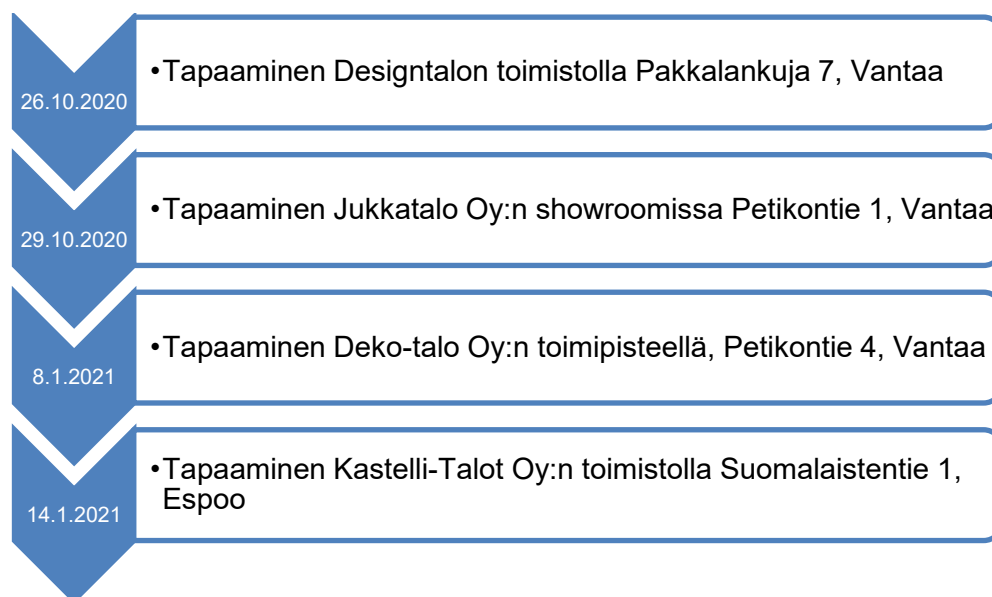 26.10.2020
•Tapaaminen Designtalon toimistolla Pakkalankuja 7, Vantaa
29.10.2020
•Tapaaminen Jukkatalo Oy:n showroomissa Petikontie 1, Vantaa
8.1.2021
•Tapaaminen Deko-talo Oy:n toimipisteellä, Petikontie 4, Vantaa
14.1.2021
•Tapaaminen Kastelli-Talot Oy:n toimistolla Suomalaistentie 1,
Espoo